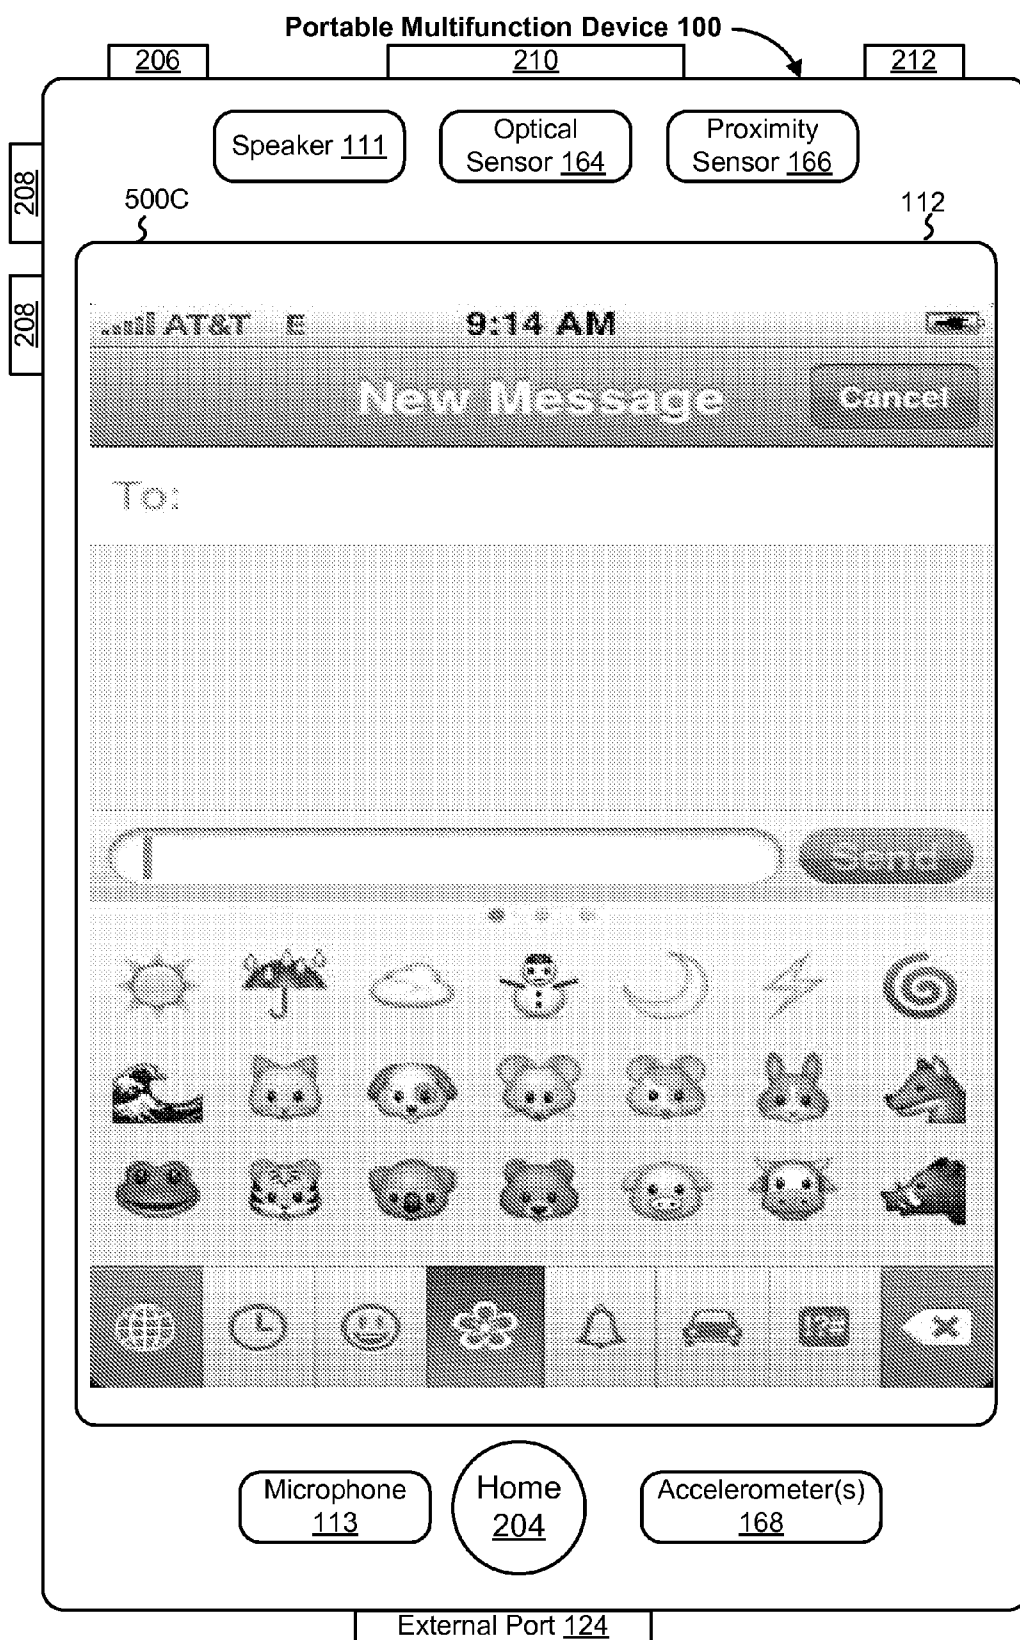 Portable Multifunction Device 100
206
210
212
Speaker 111
Optical
Sensor 164
Proximity
Sensor 166
208
208
500C
112
AT&T E
9:14 AM
New Message
Cancel
To:
Send
Microphone
113
Home
204
Accelerometer(s)
168
External Port 124